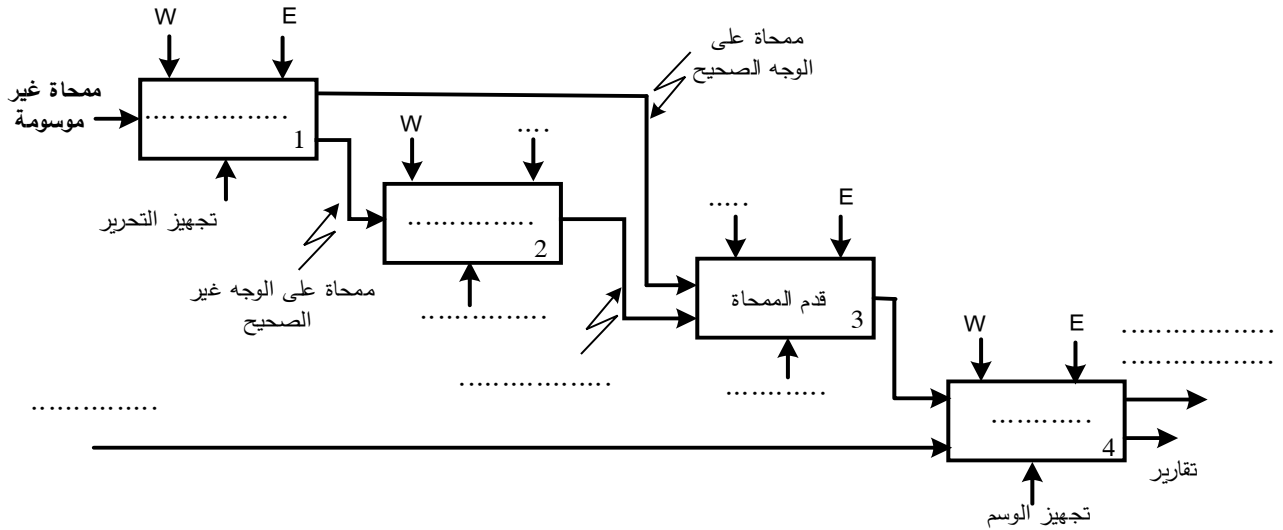 W
E
ممحاة غير
موسومة
..................
1
تجهيز التحرير
ممحاة على
الوجه الصحيح
W
....
................
2
................
ممحاة على الوجه غير
الصحيح
...................
.....
E
قدم الممحاة
3
.............
W
E
...................
...................
................
.............
4
تقارير
تجهيز الوسم